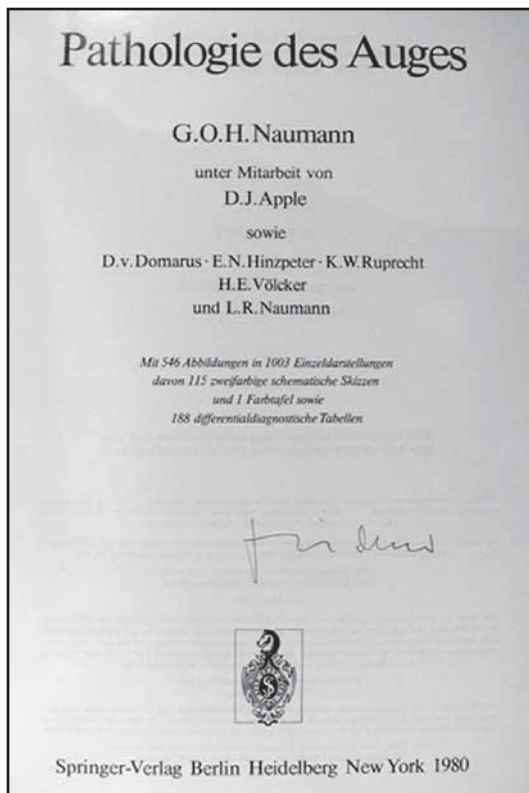 Pathologie des Auges
G.O.H. Naumann
unter Mitarbeit von
D.J. Apple
sowie
D.v. Domarus · E.N. Hinzpeter · K.W. Ruprecht
H.E. Völcker
und L.R. Naumann
Mit 546 Abbildungen in 1003 Einzeldarstellungen
davon 115 zweifarbige schematische Skizzen
und 1 Farbtafel sowie
188 differentialdiagnostische Tabellen
Springer-Verlag Berlin Heidelberg New York 1980